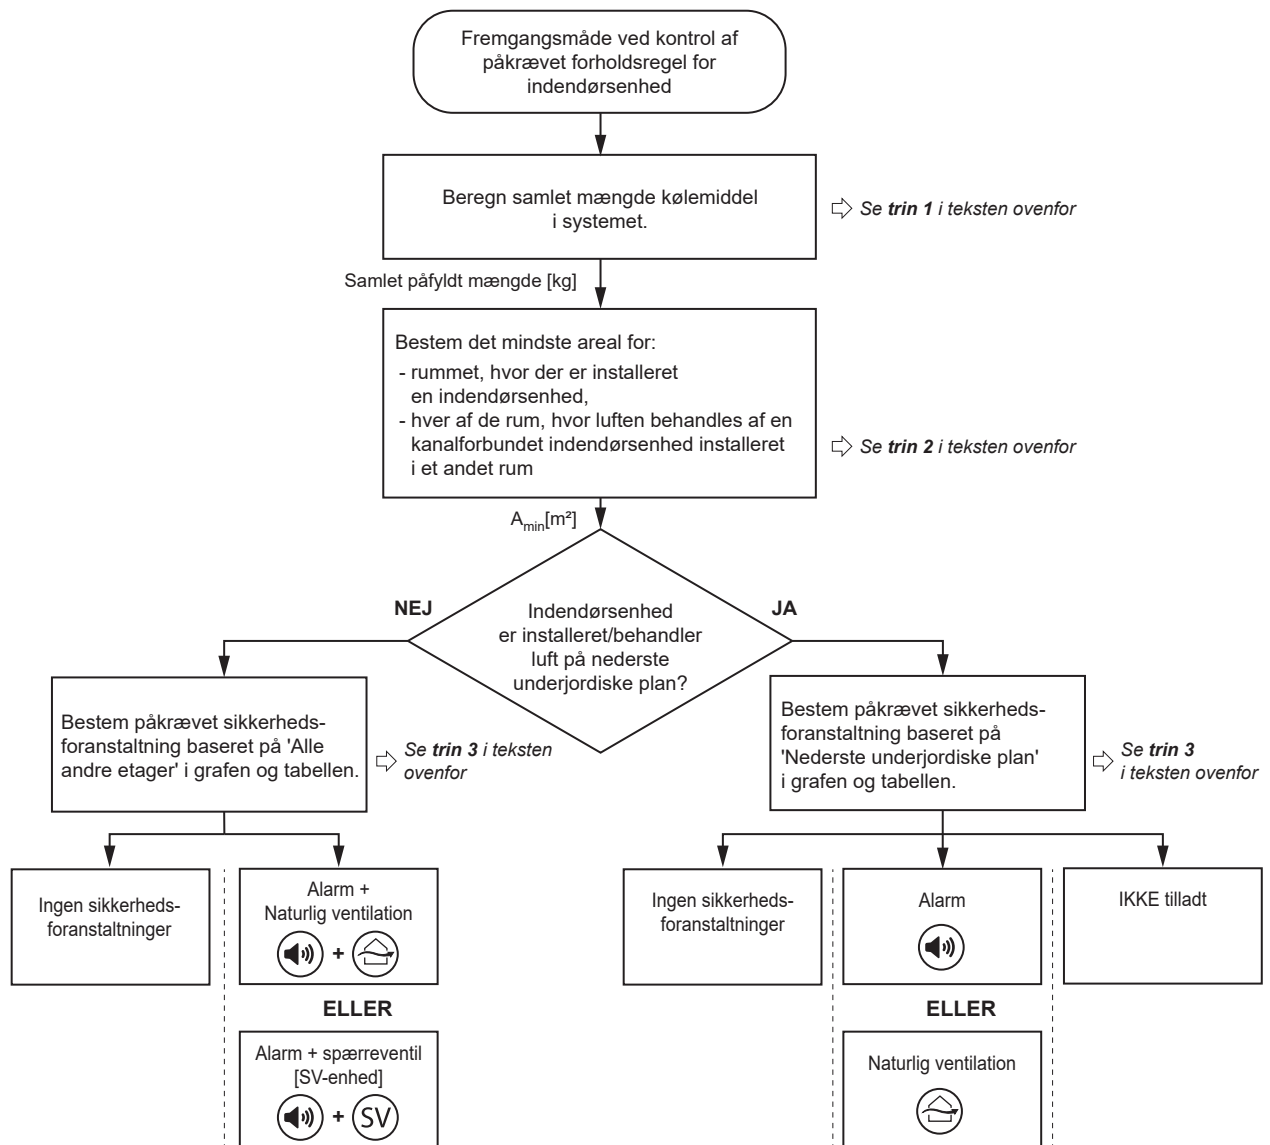 Fremgangsmåde ved kontrol af
påkrævet forholdsregel for
indendørsenhed
Beregn samlet mængde kølemiddel
i systemet.
Se trin 1 i teksten ovenfor
Samlet påfyldt mængde [kg]
Bestem det mindste areal for:
- rummet, hvor der er installeret
en indendørsenhed,
- hver af de rum, hvor luften behandles af en
kanalforbundet indendørsenhed installeret
i et andet rum
Se trin 2 i teksten ovenfor
Amin[m²]
NEJ
Indendørsenhed
er installeret/behandler
luft på nederste
underjordiske plan?
JA
Bestem påkrævet sikkerheds-
foranstaltning baseret på 'Alle
andre etager' i grafen og tabellen.
Se trin 3 i teksten
ovenfor
Bestem påkrævet sikkerheds-
foranstaltning baseret på
'Nederste underjordiske plan'
i grafen og tabellen.
Se trin 3
i teksten ovenfor
Ingen sikkerheds-
foranstaltninger
Alarm +
Naturlig ventilation
+
ELLER
Alarm + spærreventil
[SV-enhed]
+ SV
Ingen sikkerheds-
foranstaltninger
Alarm
ELLER
Naturlig ventilation
IKKE tilladt